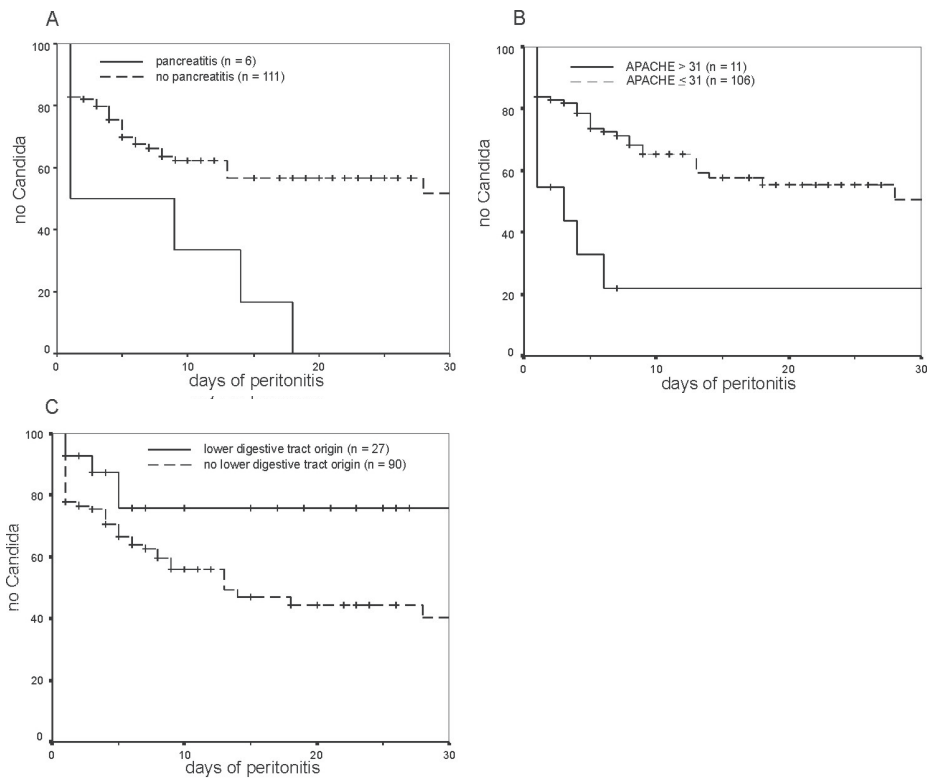 A
100
80
60
40
20
0
no Candida
pancreatitis (n = 6)
no pancreatitis (n = 111)
0
10
20
30
days of peritonitis
B
100
80
60
40
20
0
no Candida
APACHE > 31 (n = 11)
APACHE ≤ 31 (n = 106)
0
10
20
30
days of peritonitis
C
100
80
60
40
20
0
no Candida
lower digestive tract origin (n = 27)
no lower digestive tract origin (n = 90)
0
10
20
30
days of peritonitis